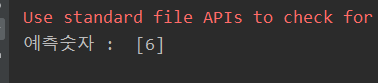 Use standard file APIs to check for
예측숫자 :  [6]